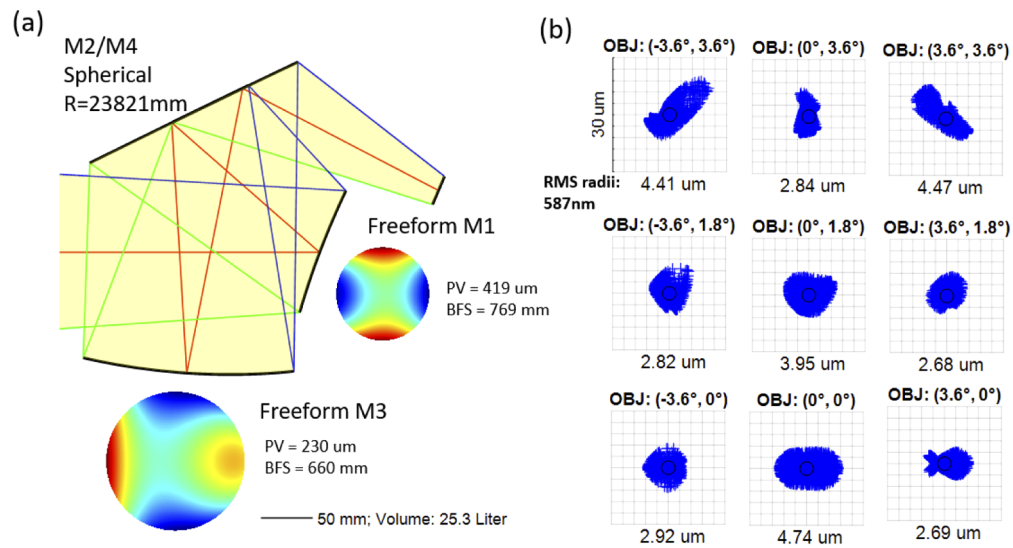 (a)
M2/M4
Spherical
R=23821mm
Freeform M1
PV = 419 um
BFS = 769 mm
Freeform M3
PV = 230 um
BFS = 660 mm
50 mm; Volume: 25.3 Liter
(b)
OBJ: (-3.6°, 3.6°) OBJ: (0°, 3.6°) OBJ: (3.6°, 3.6°)
30 um
RMS radii:
587nm
4.41 um 2.84 um 4.47 um
OBJ: (-3.6°, 1.8°) OBJ: (0°, 1.8°) OBJ: (3.6°, 1.8°)
2.82 um 3.95 um 2.68 um
OBJ: (-3.6°, 0°) OBJ: (0°, 0°) OBJ: (3.6°, 0°)
2.92 um 4.74 um 2.69 um